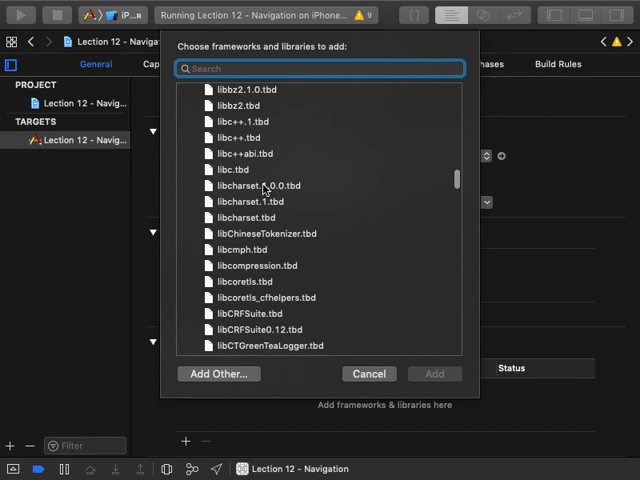 iP...R
Running Lection 12 - Navigation on iPhone...
9
Lection 12 - Naviga
General
Cap
hases
Build Rules
PROJECT
Lection 12 - Navig...
TARGETS
Lection 12 - Navig...
Choose frameworks and libraries to add:
Search
libbz2.1.0.tbd
libbz2.tbd
libc++.1.tbd
libc++.tbd
libc++abi.tbd
libc.tbd
libcharset.1.0.0.tbd
libcharset.1.tbd
libcharset.tbd
libChineseTokenizer.tbd
libcmph.tbd
libcompression.tbd
libcoretls.tbd
libcoretls_cfhelpers.tbd
libCRFSuite.tbd
libCRFSuite0.12.tbd
libCTGreenTeaLogger.tbd
Add Other...
Cancel
Add
Status
Add frameworks & libraries here
Filter
Lection 12 - Navigation